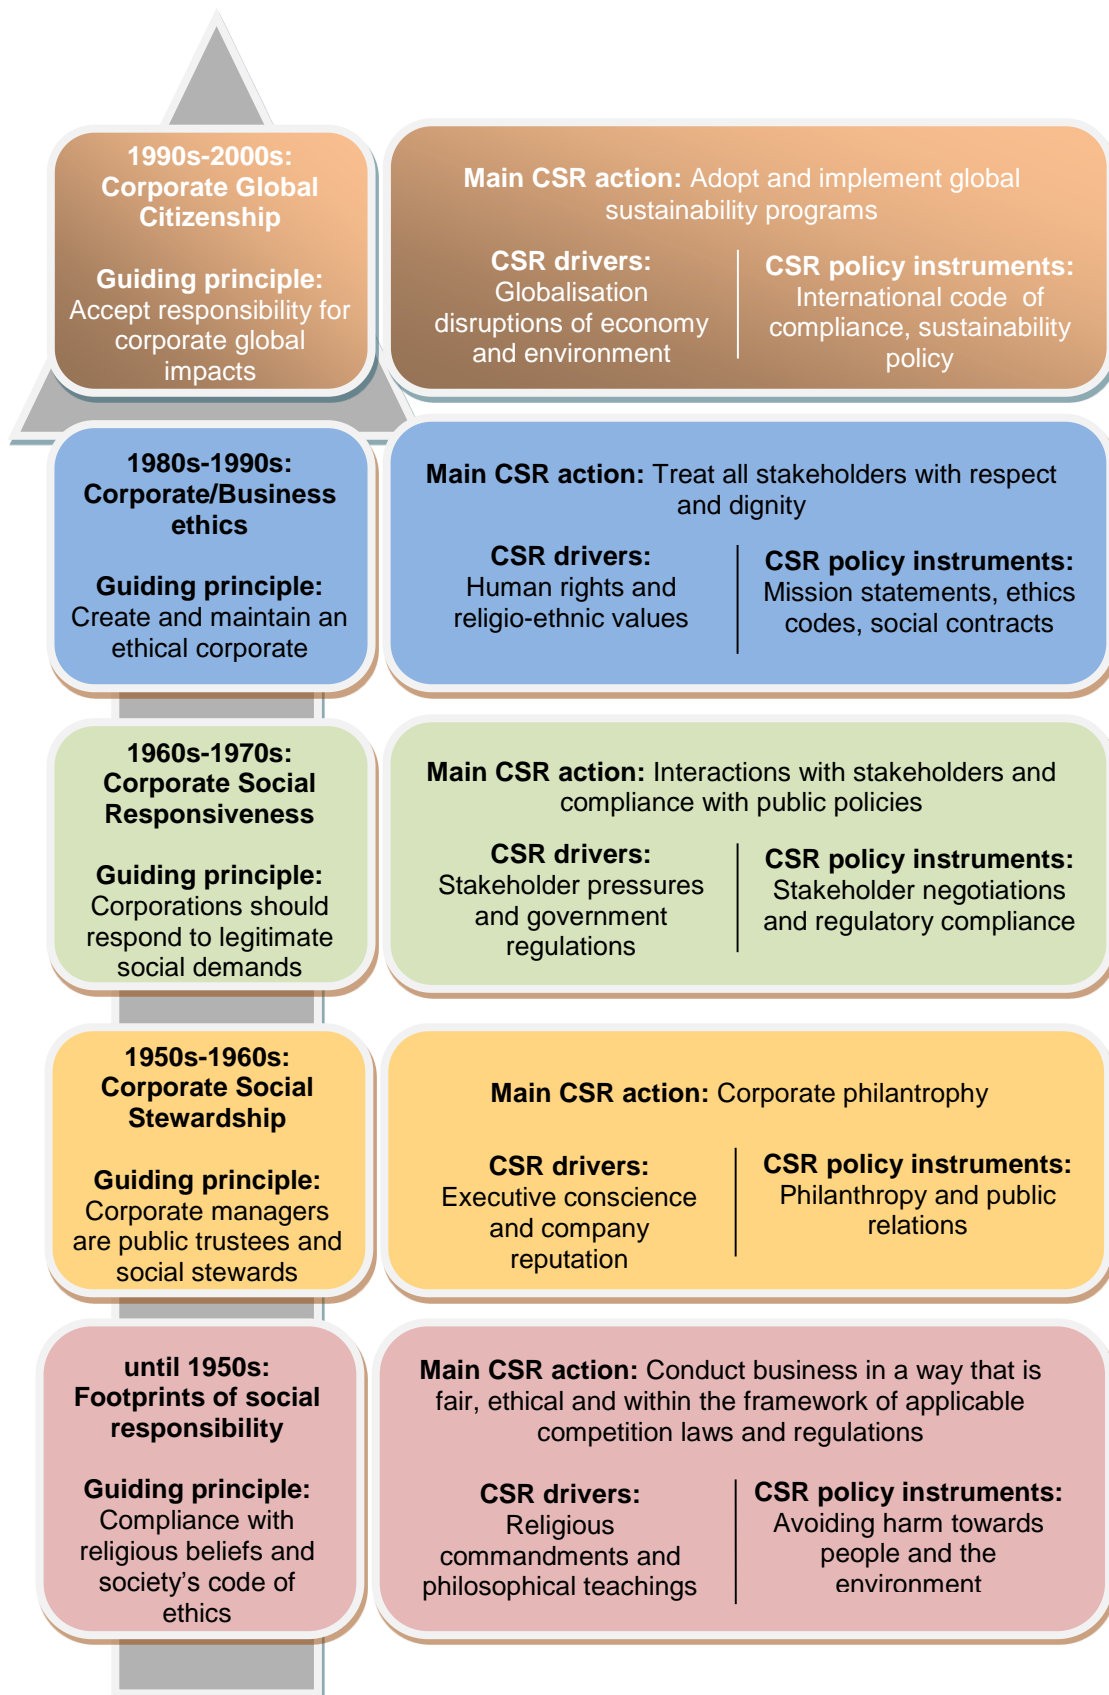 1990s-2000s:
Corporate Global
Citizenship
Guiding principle:
Accept responsibility for
corporate global
impacts
Main CSR action: Adopt and implement global
sustainability programs
CSR drivers:
Globalisation
disruptions of economy
and environment
CSR policy instruments:
International code of
compliance, sustainability
policy
1980s-1990s:
Corporate/Business
ethics
Guiding principle:
Create and maintain an
ethical corporate
Main CSR action: Treat all stakeholders with respect
and dignity
CSR drivers:
Human rights and
religio-ethnic values
CSR policy instruments:
Mission statements, ethics
codes, social contracts
1960s-1970s:
Corporate Social
Responsiveness
Guiding principle:
Corporations should
respond to legitimate
social demands
Main CSR action: Interactions with stakeholders and
compliance with public policies
CSR drivers:
Stakeholder pressures
and government
regulations
CSR policy instruments:
Stakeholder negotiations
and regulatory compliance
1950s-1960s:
Corporate Social
Stewardship
Guiding principle:
Corporate managers
are public trustees and
social stewards
Main CSR action: Corporate philantrophy
CSR drivers:
Executive conscience
and company
reputation
CSR policy instruments:
Philanthropy and public
relations
until 1950s:
Footprints of social
responsibility
Guiding principle:
Compliance with
religious beliefs and
society’s code of
ethics
Main CSR action: Conduct business in a way that is
fair, ethical and within the framework of applicable
competition laws and regulations
CSR drivers:
Religious
commandments and
philosophical teachings
CSR policy instruments:
Avoiding harm towards
people and the
environment